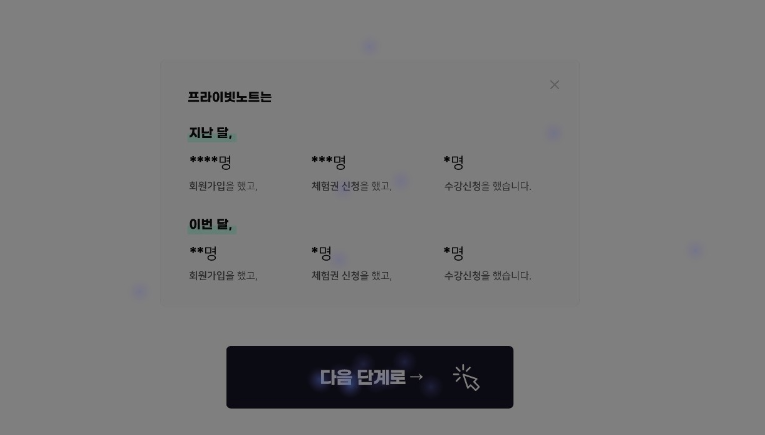 프라이빗노트는
지난 달,
****명 ***명 *명
회원가입을 했고, 체험권 신청을 했고, 수강신청을 했습니다.
이번 달,
**명 *명 *명
회원가입을 했고, 체험권 신청을 했고, 수강신청을 했습니다.
다음 단계로 →